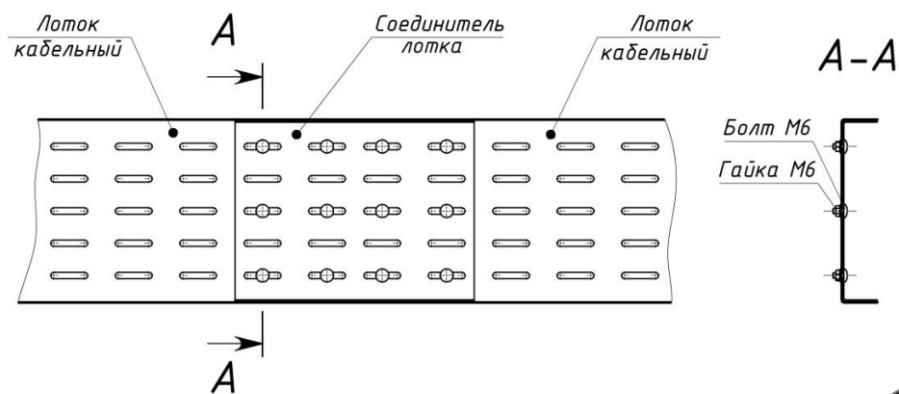 Лоток
кабельный
А
Соединитель
лотка
Лоток
кабельный
А-А
Болт М6
Гайка М6
А